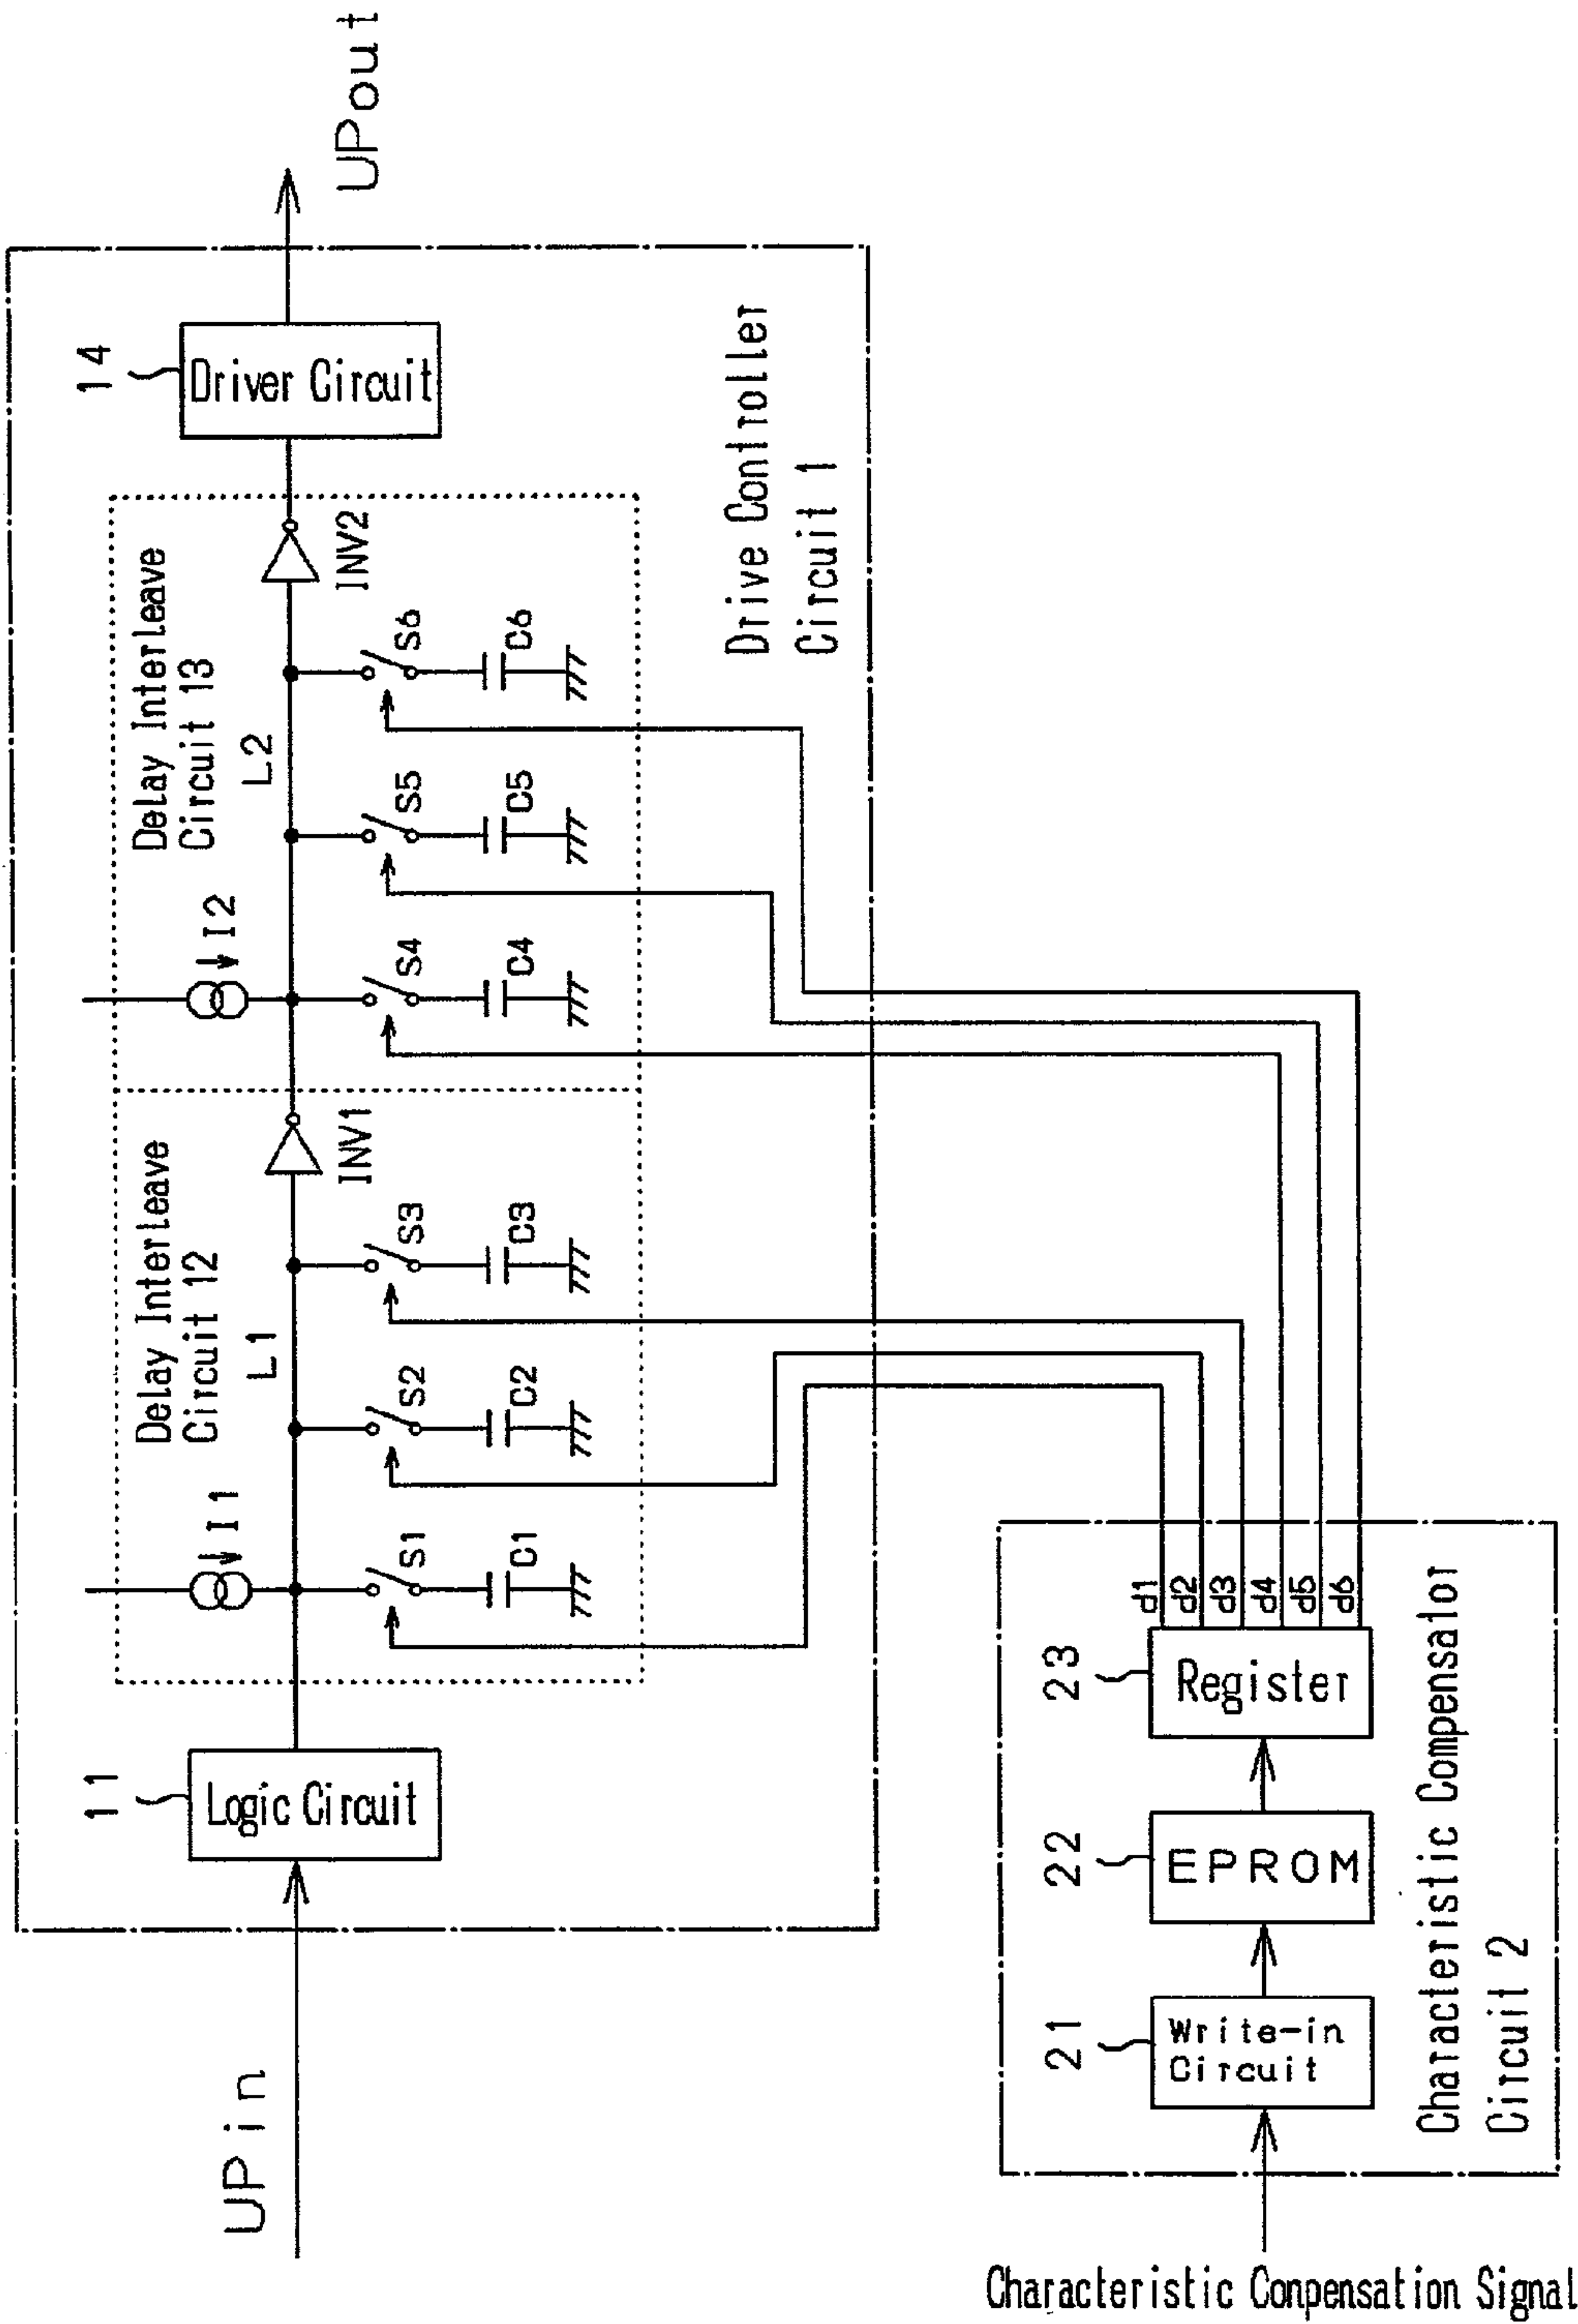 UPin
11
Logic Circuit
Delay Interleave
Circuit 12
I1
L1
S1
C1
S2
C2
S3
C3
INV1
Delay Interleave
Circuit 13
I2
L2
S4
C4
S5
C5
S6
C6
INV2
14
Driver Circuit
UPout
Drive Controller
Circuit 1
Characteristic Conpensation Signal
21
Write-in
Circuit
22
EPROM
23
Register
d1
d2
d3
d4
d5
d6
Characteristic Compensator
Circuit 2